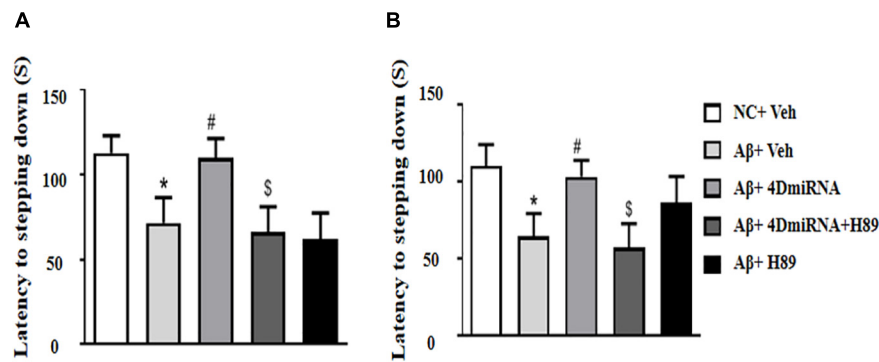 A
B
Latency to stepping down (S)
150
100
50
0
*
#
$
Latency to stepping down (S)
150
100
50
0
*
#
$
NC+ Veh
Aβ+ Veh
Aβ+ 4DmiRNA
Aβ+ 4DmiRNA+H89
Aβ+ H89